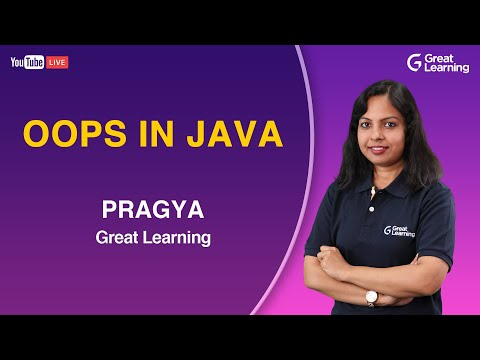 YouTube LIVE
Great
Learning
OOPS IN JAVA
PRAGYA
Great Learning
Great
Learning